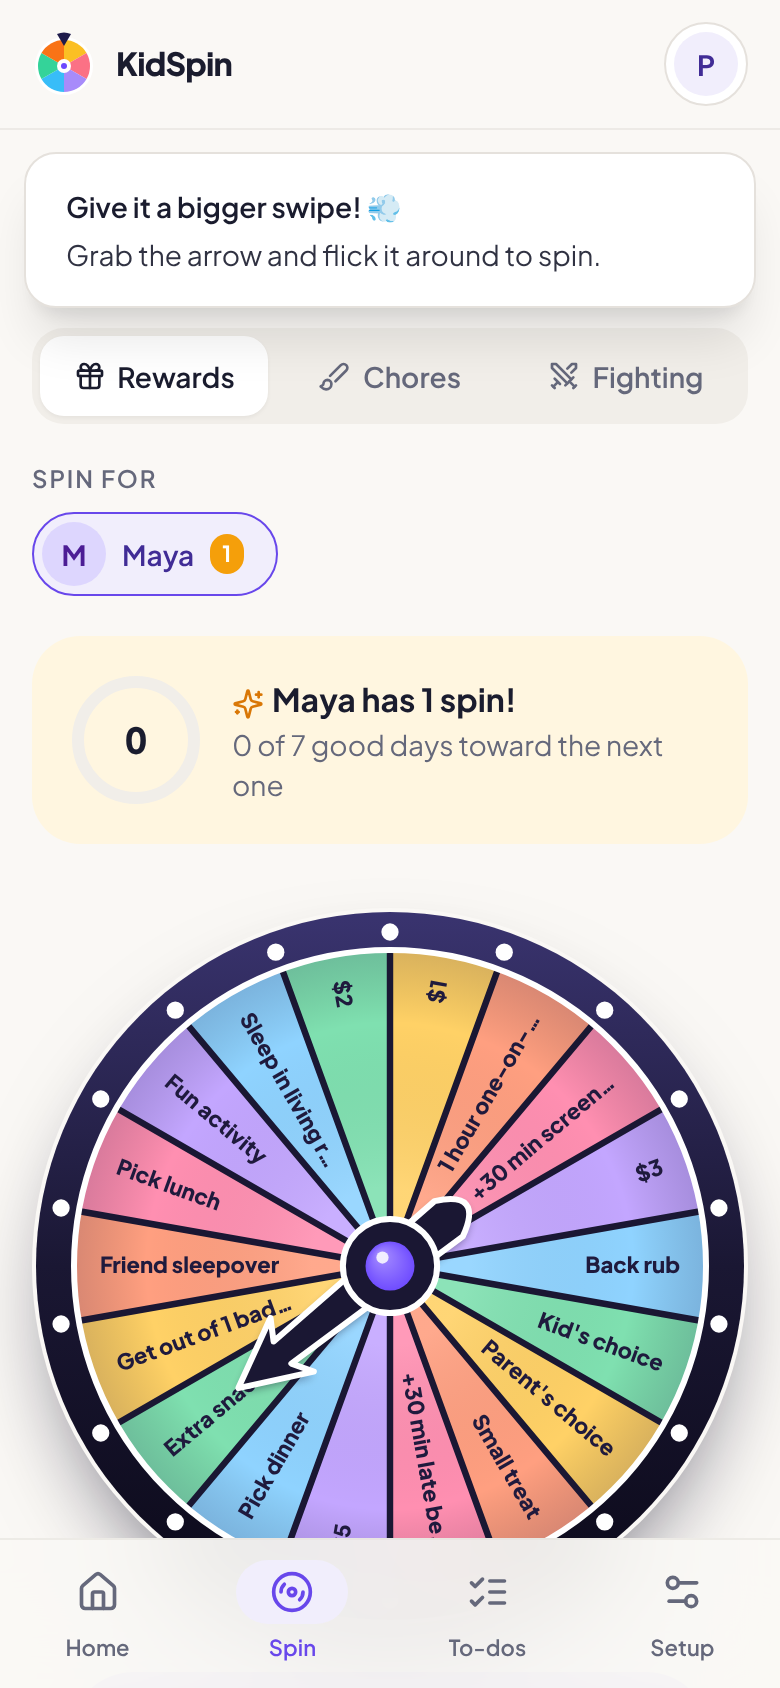 KidSpin
P
Give it a bigger swipe! 💨
Grab the arrow and flick it around to spin.
Rewards
Chores
Fighting
SPIN FOR
M
Maya
1
0
Maya has 1 spin!
0 of 7 good days toward the next
one
$1
1 hour one-on-…
+30 min screen…
$3
Back rub
Kid's choice
Parent's choice
Small treat
+30 min late be
5
Pick dinner
Extra
Get out of 1 bad…
Friend sleepover
Pick lunch
Fun activity
Sleep in living r…
$2
Home
Spin
To-dos
Setup